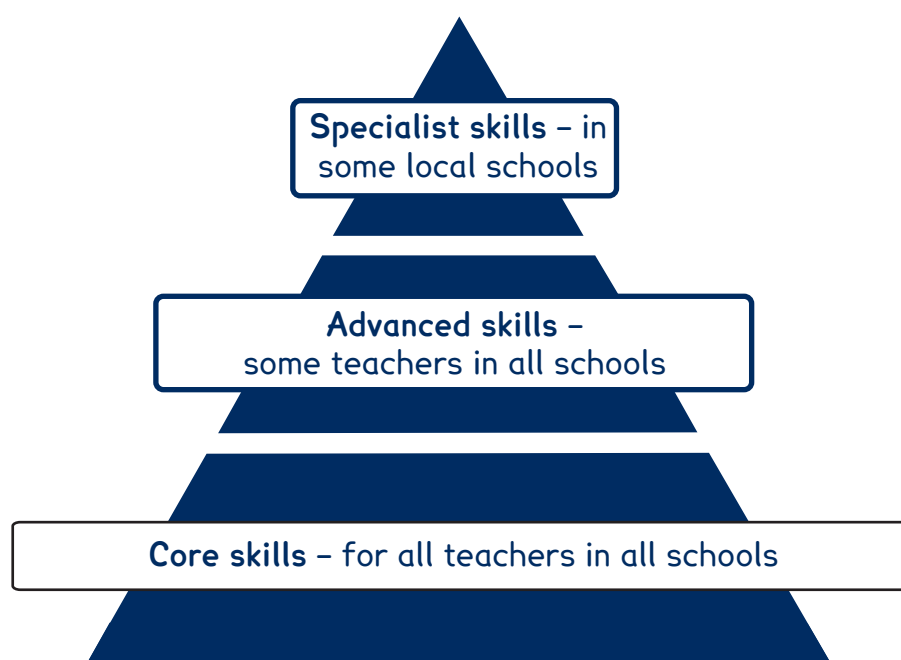 Specialist skills – in
some local schools
Advanced skills –
some teachers in all schools
Core skills – for all teachers in all schools